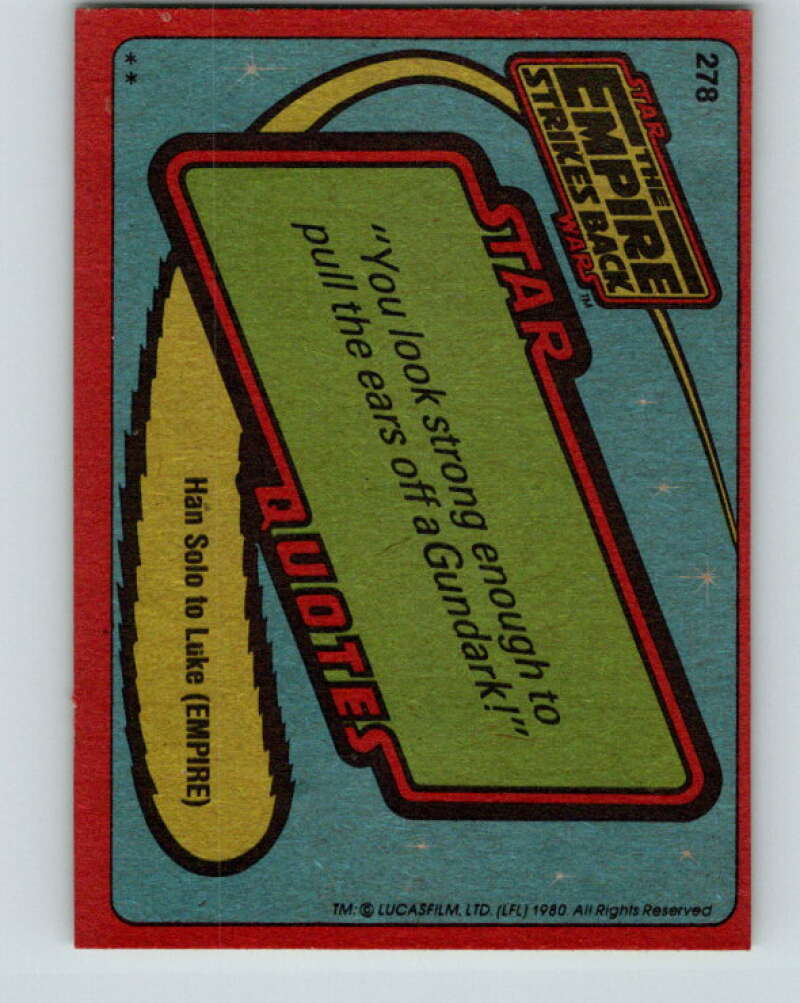 278
STAR
THE
EMPIRE
STRIKES BACK
WARS™
STAR
"You look strong enough to
pull the ears off a Gundark!"
QUOTES
Han Solo to Luke (EMPIRE)
**
TM: © LUCASFILM, LTD. (LFL) 1980. All Rights Reserved